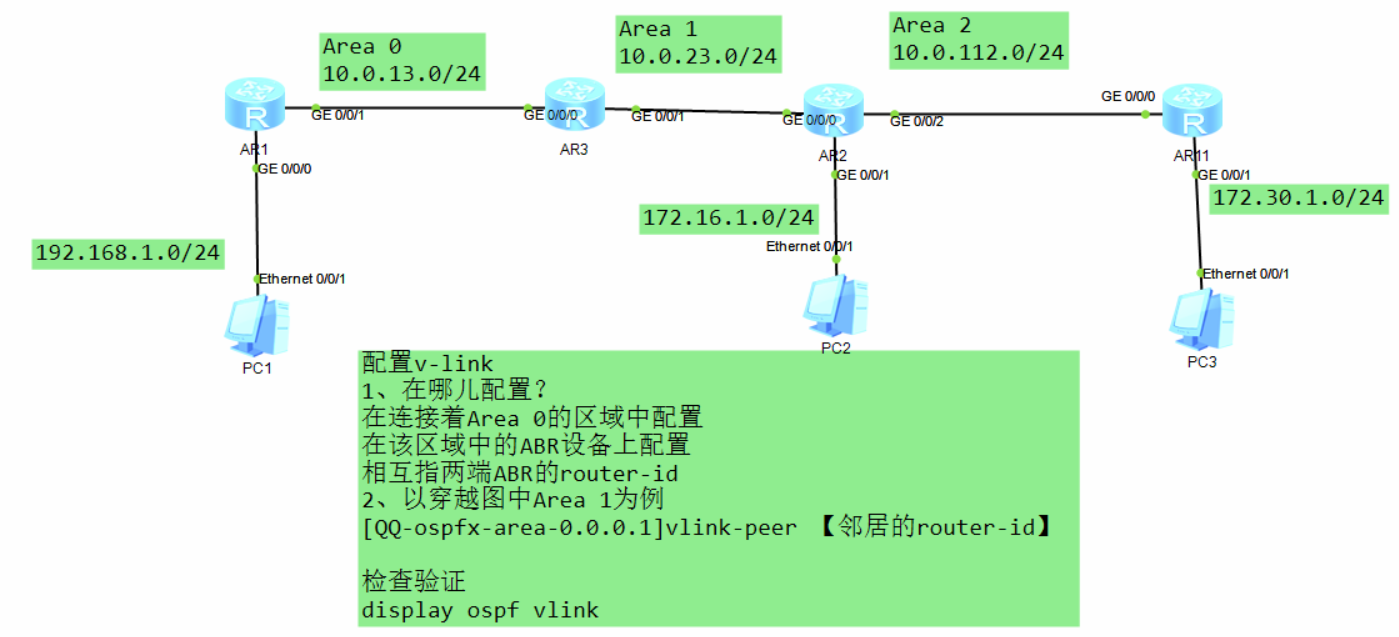 Area 0
10.0.13.0/24
Area 1
10.0.23.0/24
Area 2
10.0.112.0/24
GE 0/0/1
GE 0/0/0
GE 0/0/1
GE 0/0/0
GE 0/0/2
GE 0/0/0
R
R
R
R
AR1
AR3
AR2
AR11
GE 0/0/0
GE 0/0/1
GE 0/0/1
172.30.1.0/24
172.16.1.0/24
192.168.1.0/24
Ethernet 0/0/1
Ethernet 0/0/1
Ethernet 0/0/1
PC1
PC2
PC3
配置v-link
1、在哪儿配置？
在连接着Area 0的区域中配置
在该区域中的ABR设备上配置
相互指两端ABR的router-id
2、以穿越图中Area 1为例
[QQ-ospfx-area-0.0.0.1]vlink-peer 【邻居的router-id】
检查验证
display ospf vlink